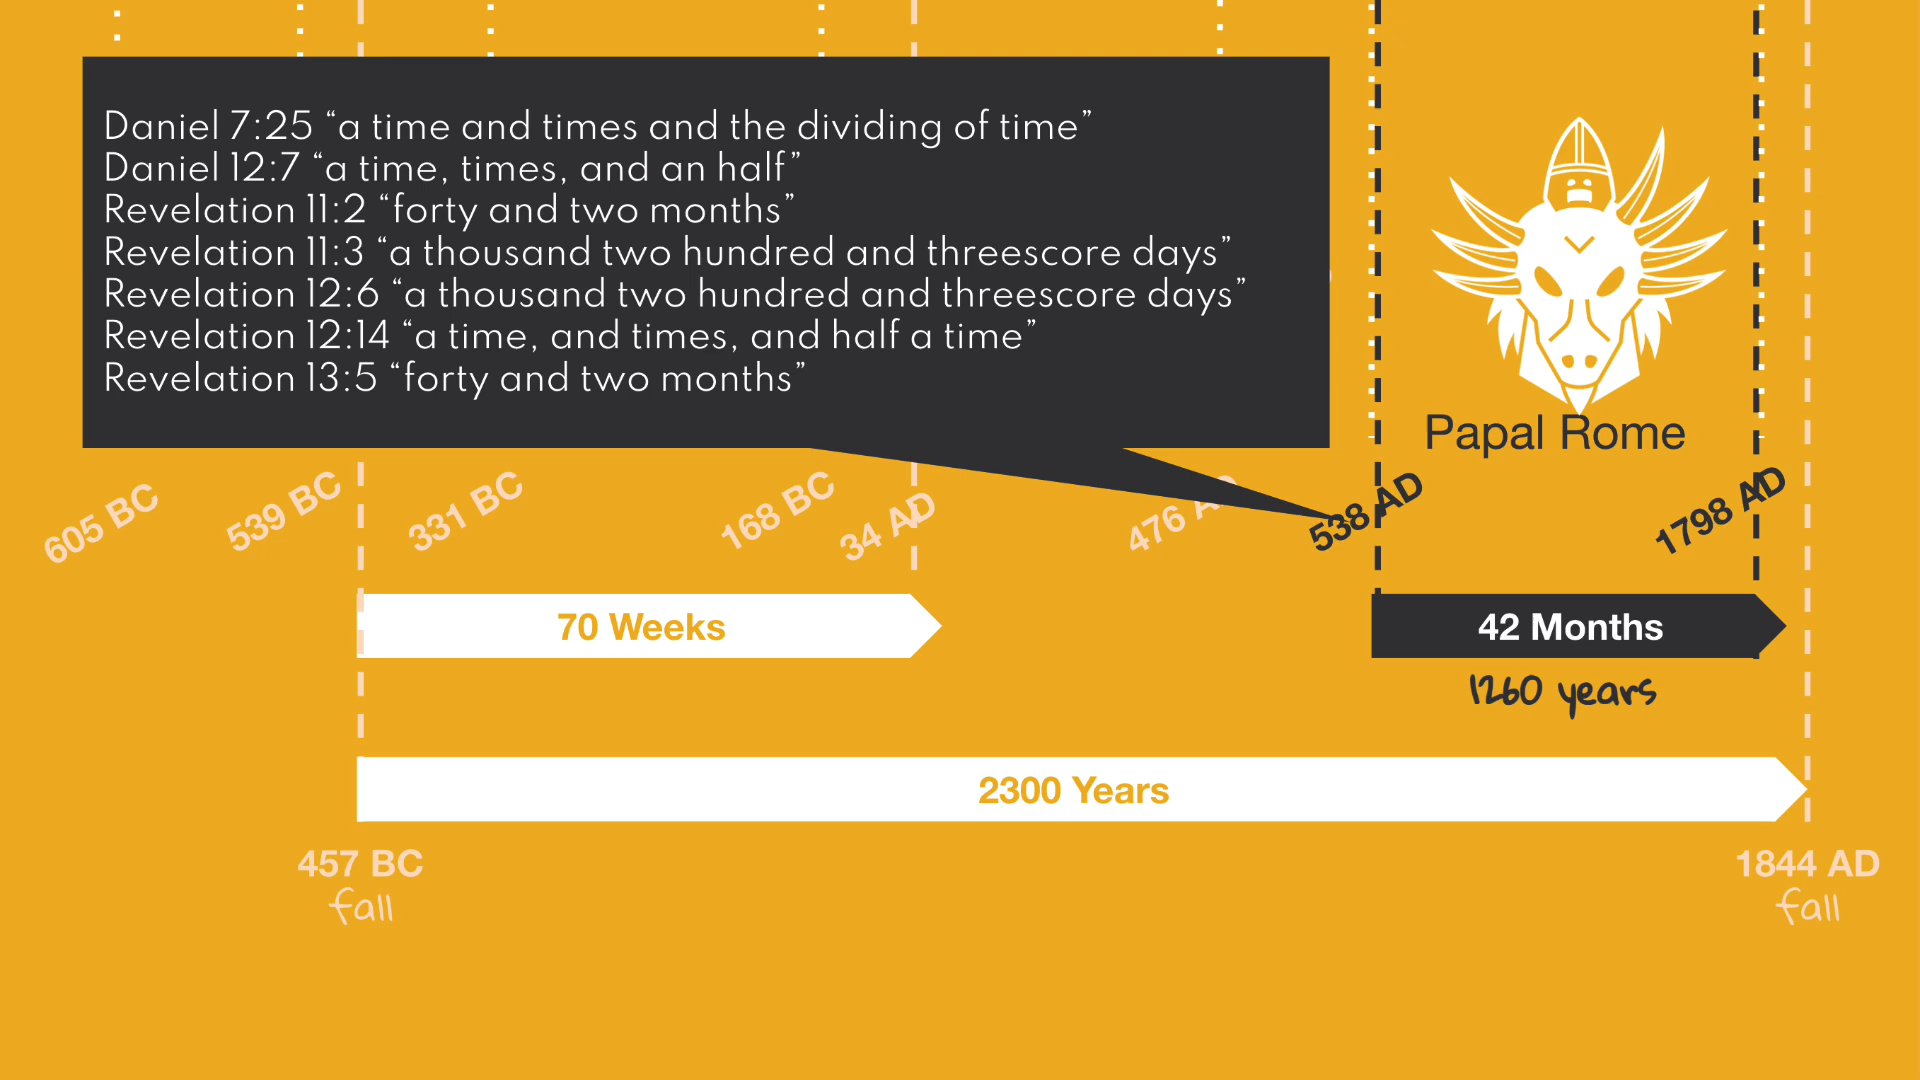 Daniel 7:25 “a time and times and the dividing of time”
Daniel 12:7 “a time, times, and an half”
Revelation 11:2 “forty and two months”
Revelation 11:3 “a thousand two hundred and threescore days”
Revelation 12:6 “a thousand two hundred and threescore days”
Revelation 12:14 “a time, and times, and half a time”
Revelation 13:5 “forty and two months”
Papal Rome
605 BC
539 BC
331 BC
168 BC
34 AD
476 AD
538 AD
1798 AD
70 Weeks
42 Months
1260 years
2300 Years
457 BC
fall
1844 AD
fall